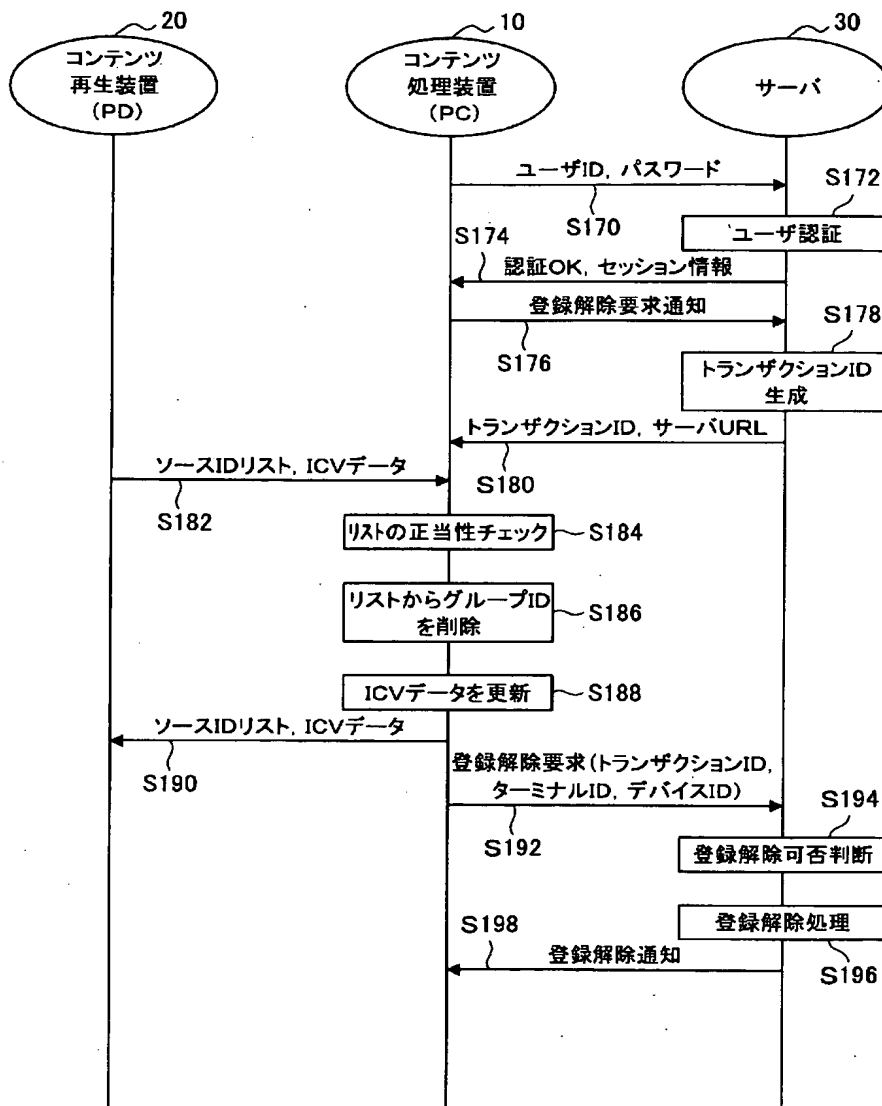 20
10
30
コンテンツ
再生装置
(PD)
コンテンツ
処理装置
(PC)
サーバ
ユーザID, パスワード
S170
S172
ユーザ認証
S174
認証OK, セッション情報
登録解除要求通知
S176
S178
トランザクションID
生成
トランザクションID, サーバURL
S180
ソースIDリスト, ICVデータ
S182
リストの正当性チェック
S184
リストからグループID
を削除
S186
ICVデータを更新
S188
ソースIDリスト, ICVデータ
S190
登録解除要求(トランザクションID,
ターミナルID, デバイスID)
S192
S194
登録解除可否判断
登録解除処理
S196
S198
登録解除通知